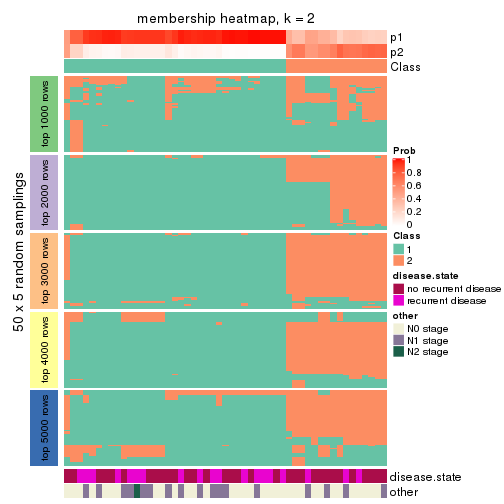 membership heatmap, k = 2
p1
p2
Class
50 x 5 random samplings
top 1000 rows
top 2000 rows
top 3000 rows
top 4000 rows
top 5000 rows
Prob
1
0.8
0.6
0.4
0.2
0
Class
1
2
disease.state
no recurrent disease
recurrent disease
other
N0 stage
N1 stage
N2 stage
disease.state
other